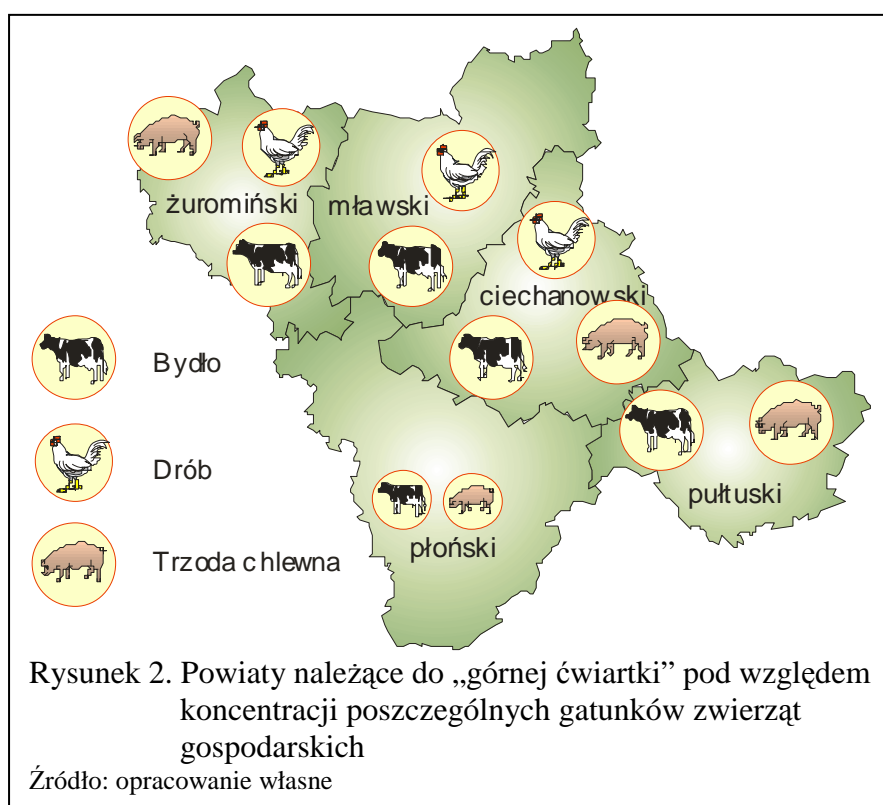 żuromiński
mławski
ciechanowski
Bydło
Drób
pułtuski
płoński
Trzoda chlewna
Rysunek 2. Powiaty należące do „górnej ćwiartki” pod względem
koncentracji poszczególnych gatunków zwierząt
gospodarskich
Źródło: opracowanie własne